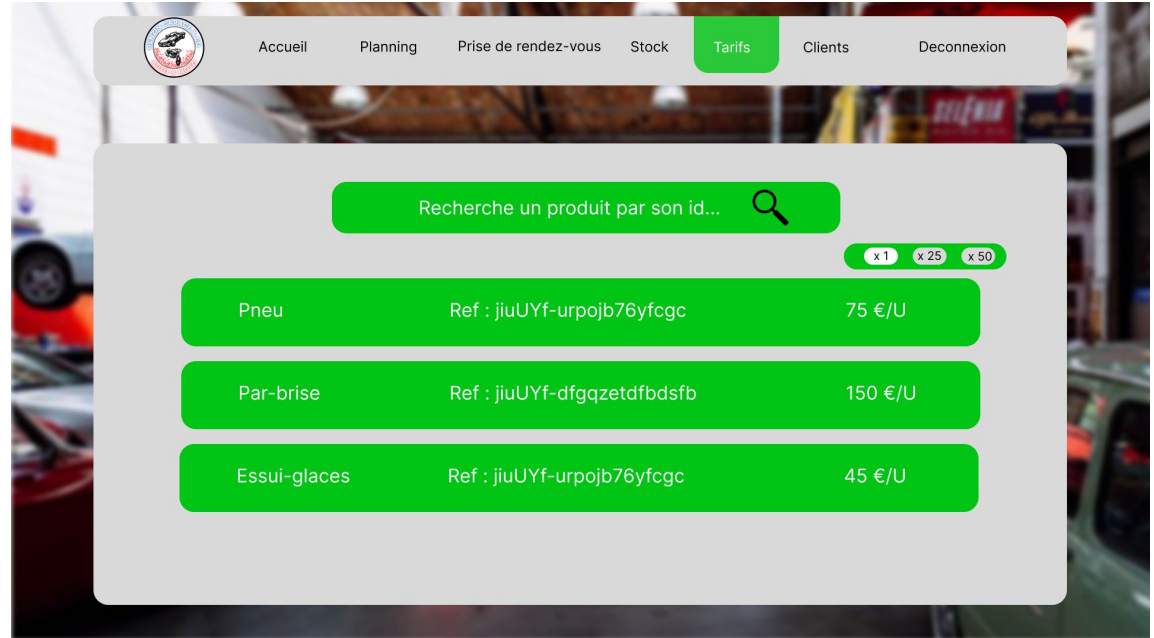 Accueil Planning Prise de rendez-vous Stock Tarifs Clients Deconnexion
SELÉNIA
Recherche un produit par son id...
x 1 x 25 x 50
Pneu Ref : jiuUYf-urpojb76yfcgc 75 €/U
Par-brise Ref : jiuUYf-dfgqzetdfbdsfb 150 €/U
Essui-glaces Ref : jiuUYf-urpojb76yfcgc 45 €/U